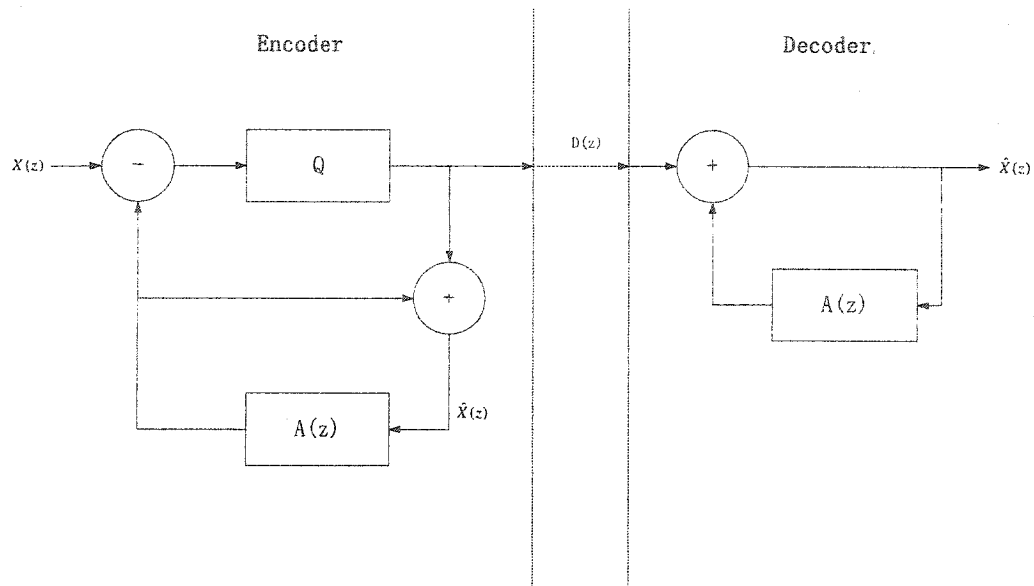 Encoder
Decoder
X(z)
-
Q
D(z)
+
X̂(z)
+
A(z)
A(z)
X̂(z)